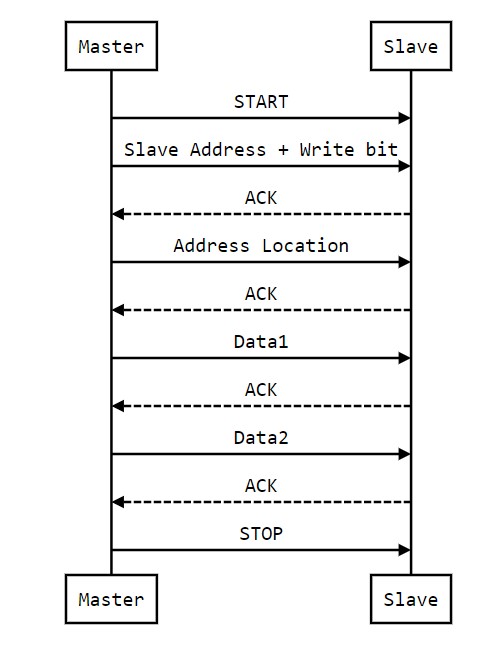 Master Slave
START
Slave Address + Write bit
ACK
Address Location
ACK
Data1
ACK
Data2
ACK
STOP
Master Slave